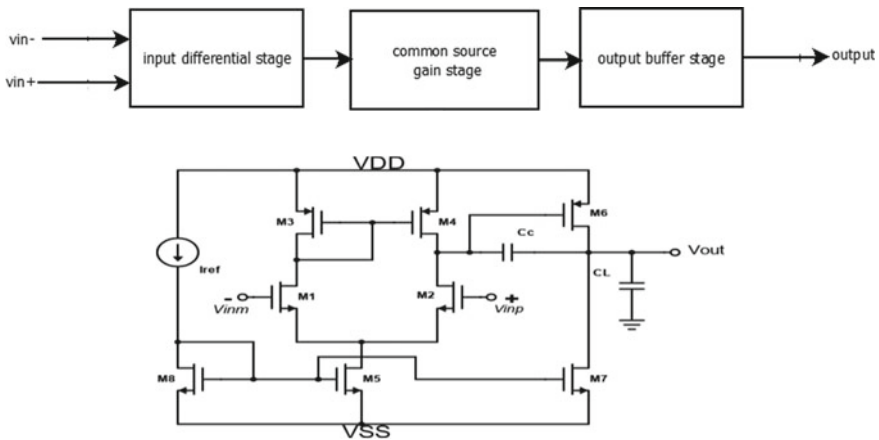 vin-
vin+
input differential stage
common source
gain stage
output buffer stage
output
VDD
M3
M4
M6
Cc
Iref
Vout
CL
-
Vinm
M1
M2
+
Vinp
M8
M5
M7
VSS